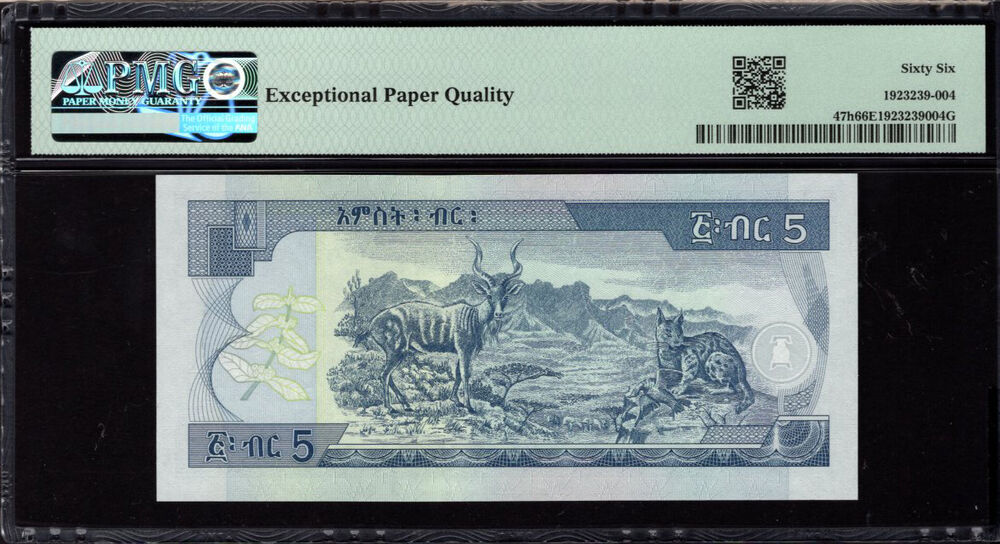 PMG
PAPER MONEY GUARANTY
The Official Grading
Service of the ANA
Exceptional Paper Quality
Sixty Six
1923239-004
47h66E1923239004G
አምስት፡ ብር፡
፭፡ብር 5
፭፡ብር 5